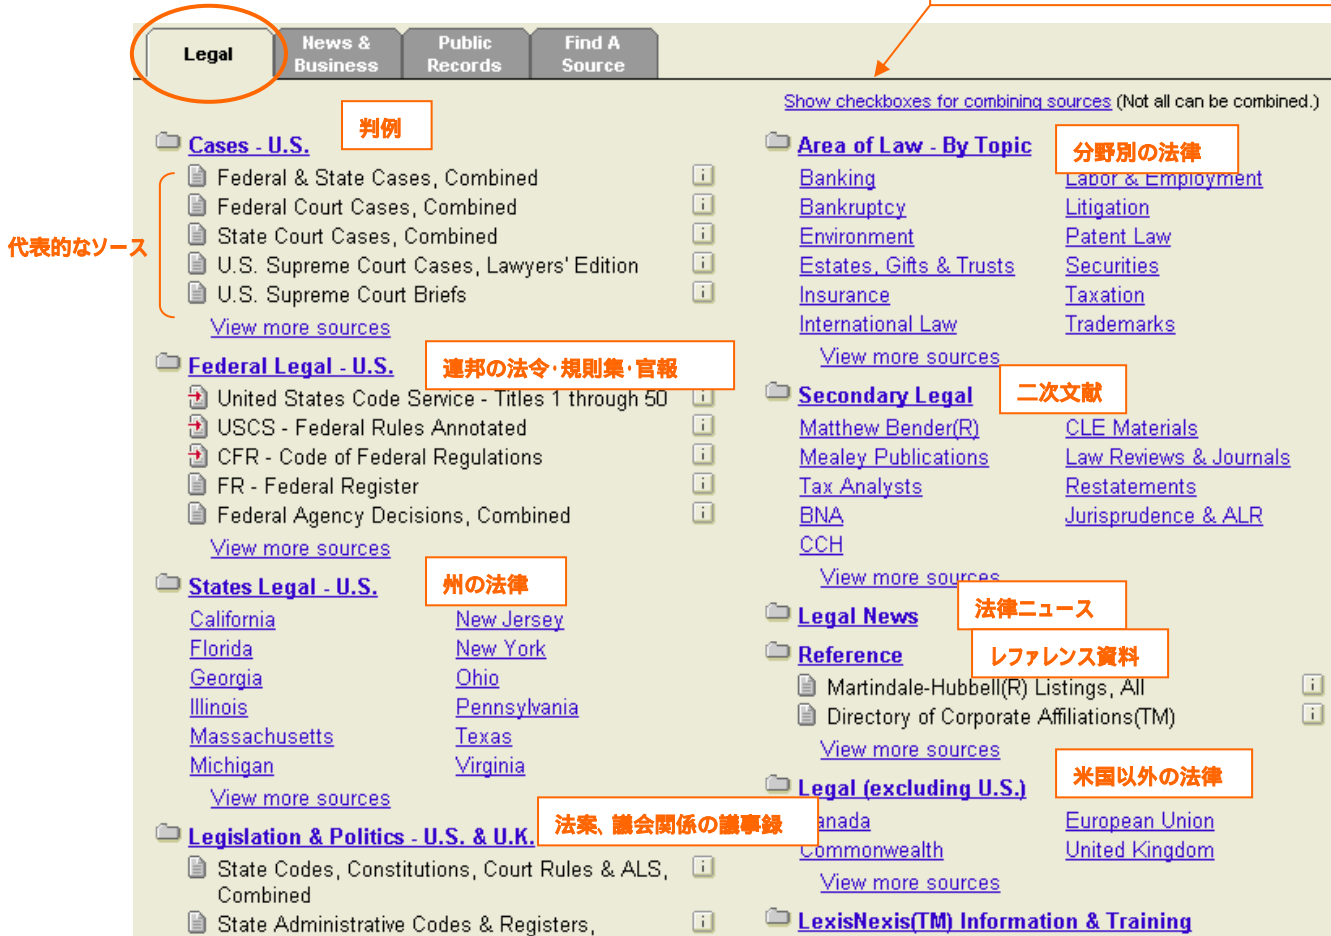 Legal
News & Business
Public Records
Find A Source
Show checkboxes for combining sources (Not all can be combined.)
Cases - U.S.
判例
代表的なソース
Federal & State Cases, Combined
Federal Court Cases, Combined
State Court Cases, Combined
U.S. Supreme Court Cases, Lawyers' Edition
U.S. Supreme Court Briefs
View more sources
Federal Legal - U.S.
連邦の法令・規則集・官報
United States Code Service - Titles 1 through 50
USCS - Federal Rules Annotated
CFR - Code of Federal Regulations
FR - Federal Register
Federal Agency Decisions, Combined
View more sources
States Legal - U.S.
州の法律
California
New Jersey
Florida
New York
Georgia
Ohio
Illinois
Pennsylvania
Massachusetts
Texas
Michigan
Virginia
View more sources
Legislation & Politics - U.S. & U.K.
法案、議会関係の議事録
State Codes, Constitutions, Court Rules & ALS,
Combined
State Administrative Codes & Registers,
Area of Law - By Topic
分野別の法律
Banking
Labor & Employment
Bankruptcy
Litigation
Environment
Patent Law
Estates, Gifts & Trusts
Securities
Insurance
Taxation
International Law
Trademarks
View more sources
Secondary Legal
二次文献
Matthew Bender(R)
CLE Materials
Mealey Publications
Law Reviews & Journals
Tax Analysts
Restatements
BNA
Jurisprudence & ALR
CCH
View more sources
Legal News
法律ニュース
Reference
レファレンス資料
Martindale-Hubbell(R) Listings, All
Directory of Corporate Affiliations(TM)
View more sources
Legal (excluding U.S.)
米国以外の法律
anada
European Union
Commonwealth
United Kingdom
View more sources
LexisNexis(TM) Information & Training